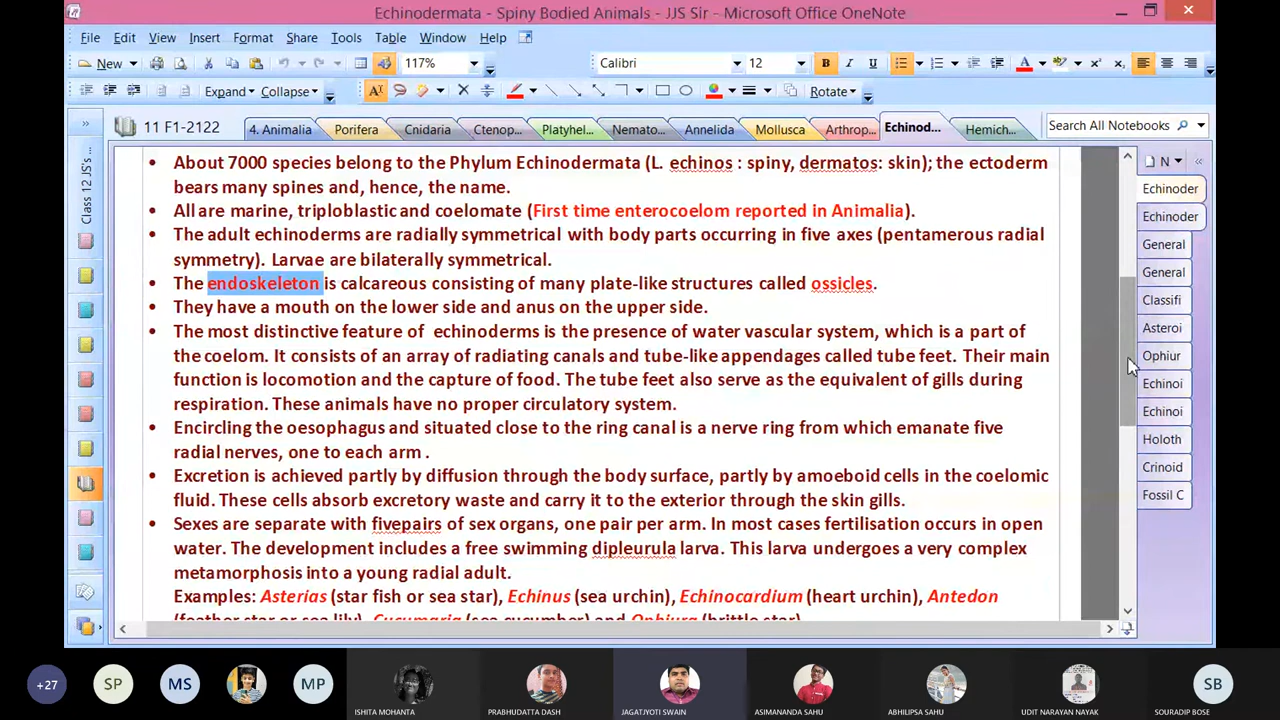 Echinodermata - Spiny Bodied Animals - JJS Sir - Microsoft Office OneNote
File Edit View Insert Format Share Tools Table Window Help
New 117% Calibri 12 B I U
Expand Collapse Rotate
11 F1-2122 4. Animalia Porifera Cnidaria Ctenop... Platyhel... Nemato... Annelida Mollusca Arthrop... Echinod... Hemich... Search All Notebooks
N
Class 12 JJS's
Echinoder
Echinoder
General
General
Classifi
Asteroi
Ophiur
Echinoi
Echinoi
Holoth
Crinoid
Fossil C
• About 7000 species belong to the Phylum Echinodermata (L. echinos : spiny, dermatos: skin); the ectoderm
bears many spines and, hence, the name.
• All are marine, triploblastic and coelomate (First time enterocoelom reported in Animalia).
• The adult echinoderms are radially symmetrical with body parts occurring in five axes (pentamerous radial
symmetry). Larvae are bilaterally symmetrical.
• The endoskeleton is calcareous consisting of many plate-like structures called ossicles.
• They have a mouth on the lower side and anus on the upper side.
• The most distinctive feature of echinoderms is the presence of water vascular system, which is a part of
the coelom. It consists of an array of radiating canals and tube-like appendages called tube feet. Their main
function is locomotion and the capture of food. The tube feet also serve as the equivalent of gills during
respiration. These animals have no proper circulatory system.
• Encircling the oesophagus and situated close to the ring canal is a nerve ring from which emanate five
radial nerves, one to each arm .
• Excretion is achieved partly by diffusion through the body surface, partly by amoeboid cells in the coelomic
fluid. These cells absorb excretory waste and carry it to the exterior through the skin gills.
• Sexes are separate with fivepairs of sex organs, one pair per arm. In most cases fertilisation occurs in open
water. The development includes a free swimming dipleurula larva. This larva undergoes a very complex
metamorphosis into a young radial adult.
Examples: Asterias (star fish or sea star), Echinus (sea urchin), Echinocardium (heart urchin), Antedon
(feather star or sea lily), Cucumaria (sea cucumber) and Ophiura (brittle star)
+27 SP MS MP SB
ISHITA MOHANTA PRABHUDATTA DASH JAGATJYOTI SWAIN ASIMANANDA SAHU ABHILIPSA SAHU UDIT NARAYAN NAYAK SOURADIP BOSE